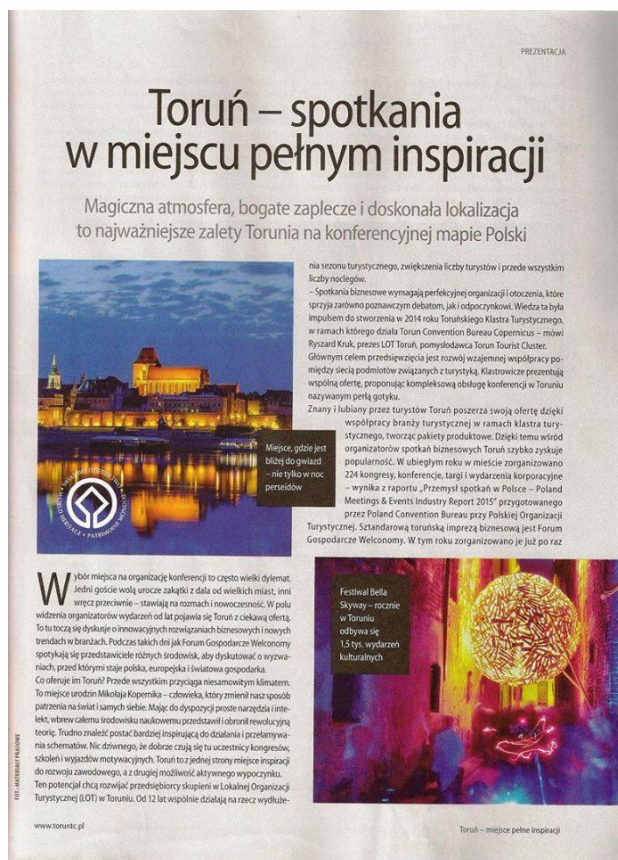 PREZENTACJA
Toruń – spotkania
w miejscu pełnym inspiracji
Magiczna atmosfera, bogate zaplecze i doskonała lokalizacja
to najważniejsze zalety Torunia na konferencyjnej mapie Polski
Miejsce, gdzie jest
bliżej do gwiazd
– nie tylko w noc
perseidów
Wybór miejsca na organizację konferencji to często wielki dylemat.
Jedni goście wolą urocze zakątki z dala od wielkich miast, inni
wręcz przeciwnie – stawiają na rozmach i nowoczesność. W polu
widzenia organizatorów wydarzeń od lat pojawia się Toruń z ciekawą ofertą.
To tu toczą się dyskusje o innowacyjnych rozwiązaniach biznesowych i nowych
trendach w branżach. Podczas takich dni jak Forum Gospodarcze Welconomy
spotykają się przedstawiciele różnych środowisk, aby dyskutować o wyzwa-
niach, przed którymi staje polska, europejska i światowa gospodarka.
Co oferuje im Toruń? Przede wszystkim przyciąga niesamowitym klimatem.
To miejsce urodzin Mikołaja Kopernika – człowieka, który zmienił nasz sposób
patrzenia na świat i samych siebie. Mając do dyspozycji proste narzędzia i inte-
lekt, wbrew całemu środowisku naukowemu przedstawił i obronił rewolucyjną
teorię. Trudno znaleźć postać bardziej inspirującą do działania i przełamywa-
nia schematów. Nic dziwnego, że dobrze czują się tu uczestnicy kongresów,
szkoleń i wyjazdów motywacyjnych. Toruń to z jednej strony miejsce inspiracji
do rozwoju zawodowego, a z drugiej możliwość aktywnego wypoczynku.
Ten potencjał chcą rozwijać przedsiębiorcy skupieni w Lokalnej Organizacji
Turystycznej (LOT) w Toruniu. Od 12 lat wspólnie działają na rzecz wydłuże-
nia sezonu turystycznego, zwiększenia liczby turystów i przede wszystkim
liczby noclegów.
– Spotkania biznesowe wymagają perfekcyjnej organizacji i otoczenia, które
sprzyja zarówno poznawczym debatom, jak i odpoczynkowi. Wiedza ta była
impulsem do stworzenia w 2014 roku Toruńskiego Klastra Turystycznego,
w ramach którego działa Torun Convention Bureau Copernicus – mówi
Ryszard Kruk, prezes LOT Toruń, pomysłodawca Torun Tourist Cluster.
Głównym celem przedsięwzięcia jest rozwój wzajemnej współpracy po-
między siecią podmiotów związanych z turystyką. Klastrowicze prezentują
wspólną ofertę, proponując kompleksową obsługę konferencji w Toruniu
nazywanym perłą gotyku.
Znany i lubiany przez turystów Toruń poszerza swoją ofertę dzięki
współpracy branży turystycznej w ramach klastra tury-
stycznego, tworząc pakiety produktowe. Dzięki temu wśród
organizatorów spotkań biznesowych Toruń szybko zyskuje
popularność. W ubiegłym roku w mieście zorganizowano
224 kongresy, konferencje, targi i wydarzenia korporacyjne
– wynika z raportu „Przemysł spotkań w Polsce – Poland
Meetings & Events Industry Report 2015” przygotowanego
przez Poland Convention Bureau przy Polskiej Organizacji
Turystycznej. Sztandarową toruńską imprezą biznesową jest Forum
Gospodarcze Welconomy. W tym roku zorganizowano je już po raz
Festiwal Bella
Skyway – rocznie
w Toruniu
odbywa się
1,5 tys. wydarzeń
kulturalnych
FOT.: MATERIAŁY PRASOWE
www.toruntc.pl
Toruń – miejsce pełne inspiracji